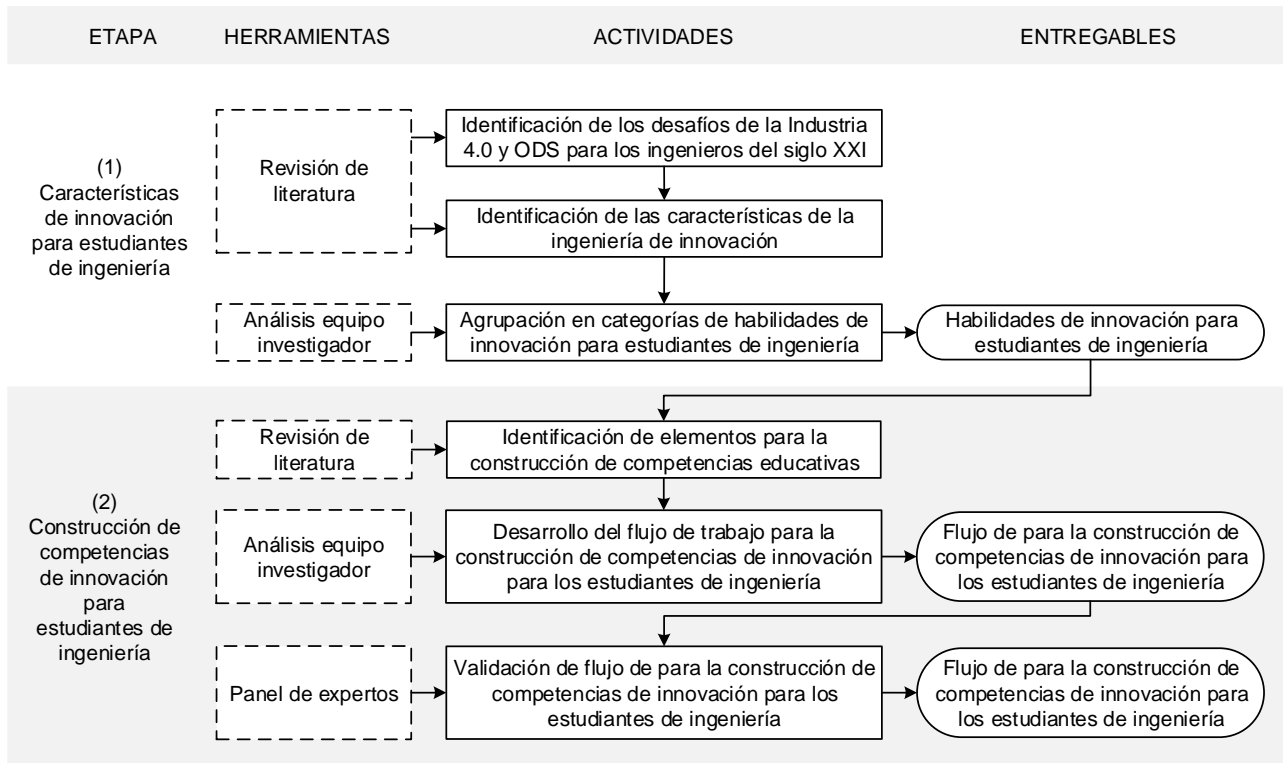 ETAPA
HERRAMIENTAS
ACTIVIDADES
ENTREGABLES
(1)
Características
de innovación
para estudiantes
de ingeniería
Revisión de
literatura
Identificación de los desafíos de la Industria
4.0 y ODS para los ingenieros del siglo XXI
Identificación de las características de la
ingeniería de innovación
Análisis equipo
investigador
Agrupación en categorías de habilidades de
innovación para estudiantes de ingeniería
Habilidades de innovación para
estudiantes de ingeniería
(2)
Construcción de
competencias
de innovación
para
estudiantes de
ingeniería
Revisión de
literatura
Identificación de elementos para la
construcción de competencias educativas
Análisis equipo
investigador
Desarrollo del flujo de trabajo para la
construcción de competencias de innovación
para los estudiantes de ingeniería
Flujo de para la construcción de
competencias de innovación para
los estudiantes de ingeniería
Panel de expertos
Validación de flujo de para la construcción de
competencias de innovación para los
estudiantes de ingeniería
Flujo de para la construcción de
competencias de innovación para
los estudiantes de ingeniería